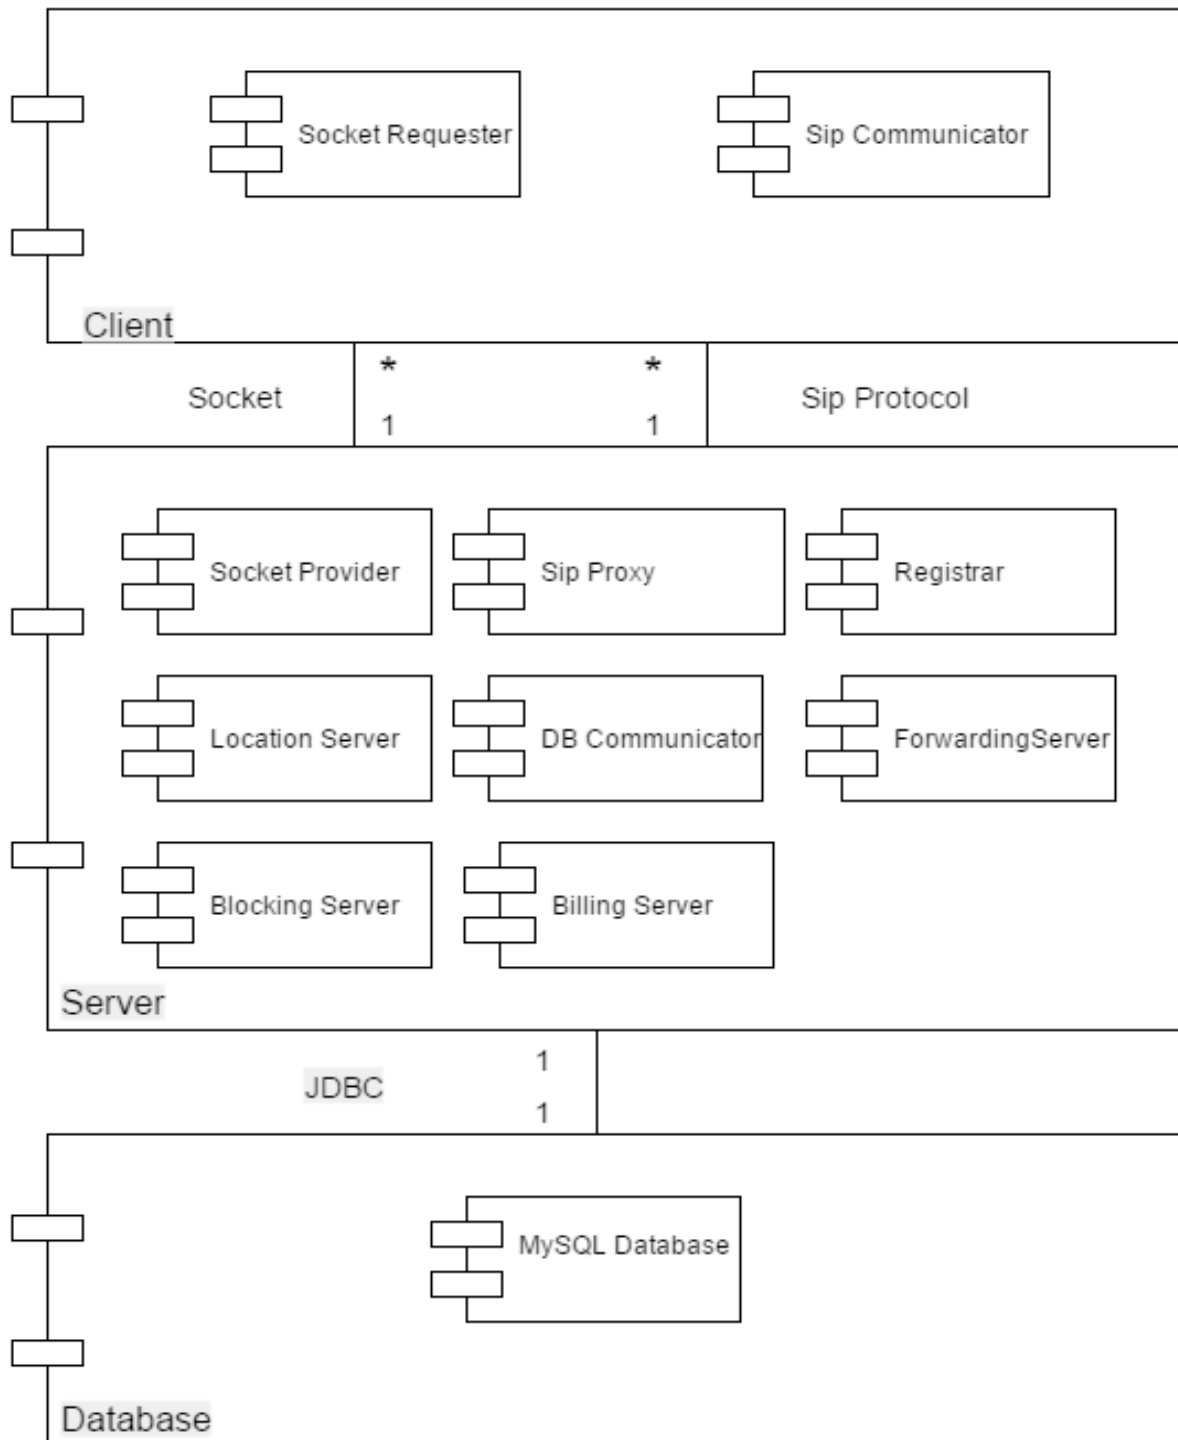 Socket Requester
Sip Communicator
Client
* *
Socket
Sip Protocol
1 1
Socket Provider
Sip Proxy
Registrar
Location Server
DB Communicator
ForwardingServer
Blocking Server
Billing Server
Server
1
JDBC
1
MySQL Database
Database